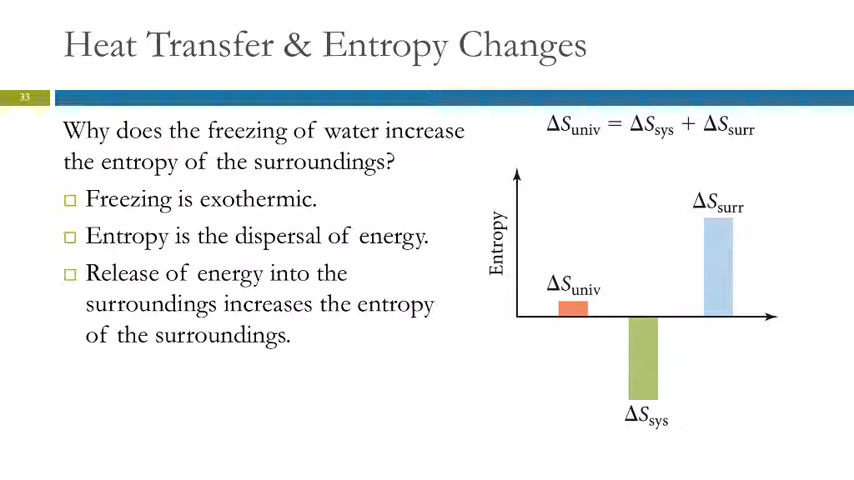 Heat Transfer & Entropy Changes
33
Why does the freezing of water increase
the entropy of the surroundings?
Freezing is exothermic.
Entropy is the dispersal of energy.
Release of energy into the
surroundings increases the entropy
of the surroundings.
ΔSuniv = ΔSsys + ΔSsurr
Entropy
ΔSsurr
ΔSuniv
ΔSsys